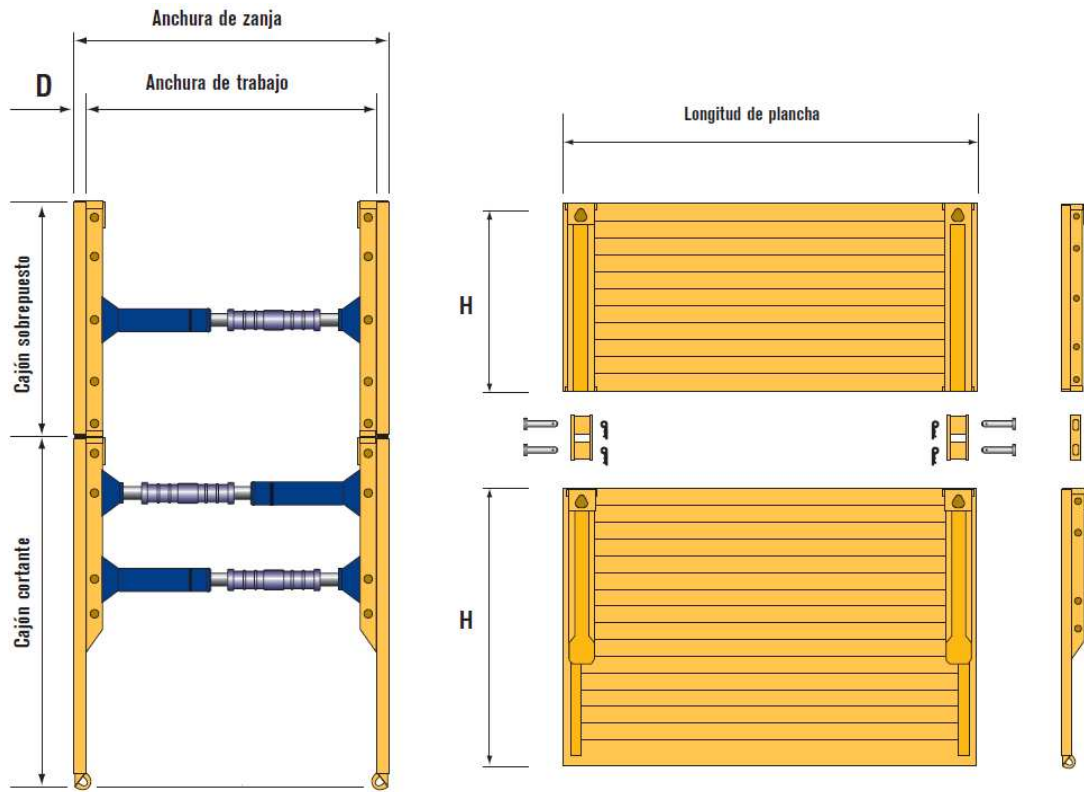 Anchura de zanja
D
Anchura de trabajo
Longitud de plancha
Cajón sobrepuesto
H
Cajón cortante
H